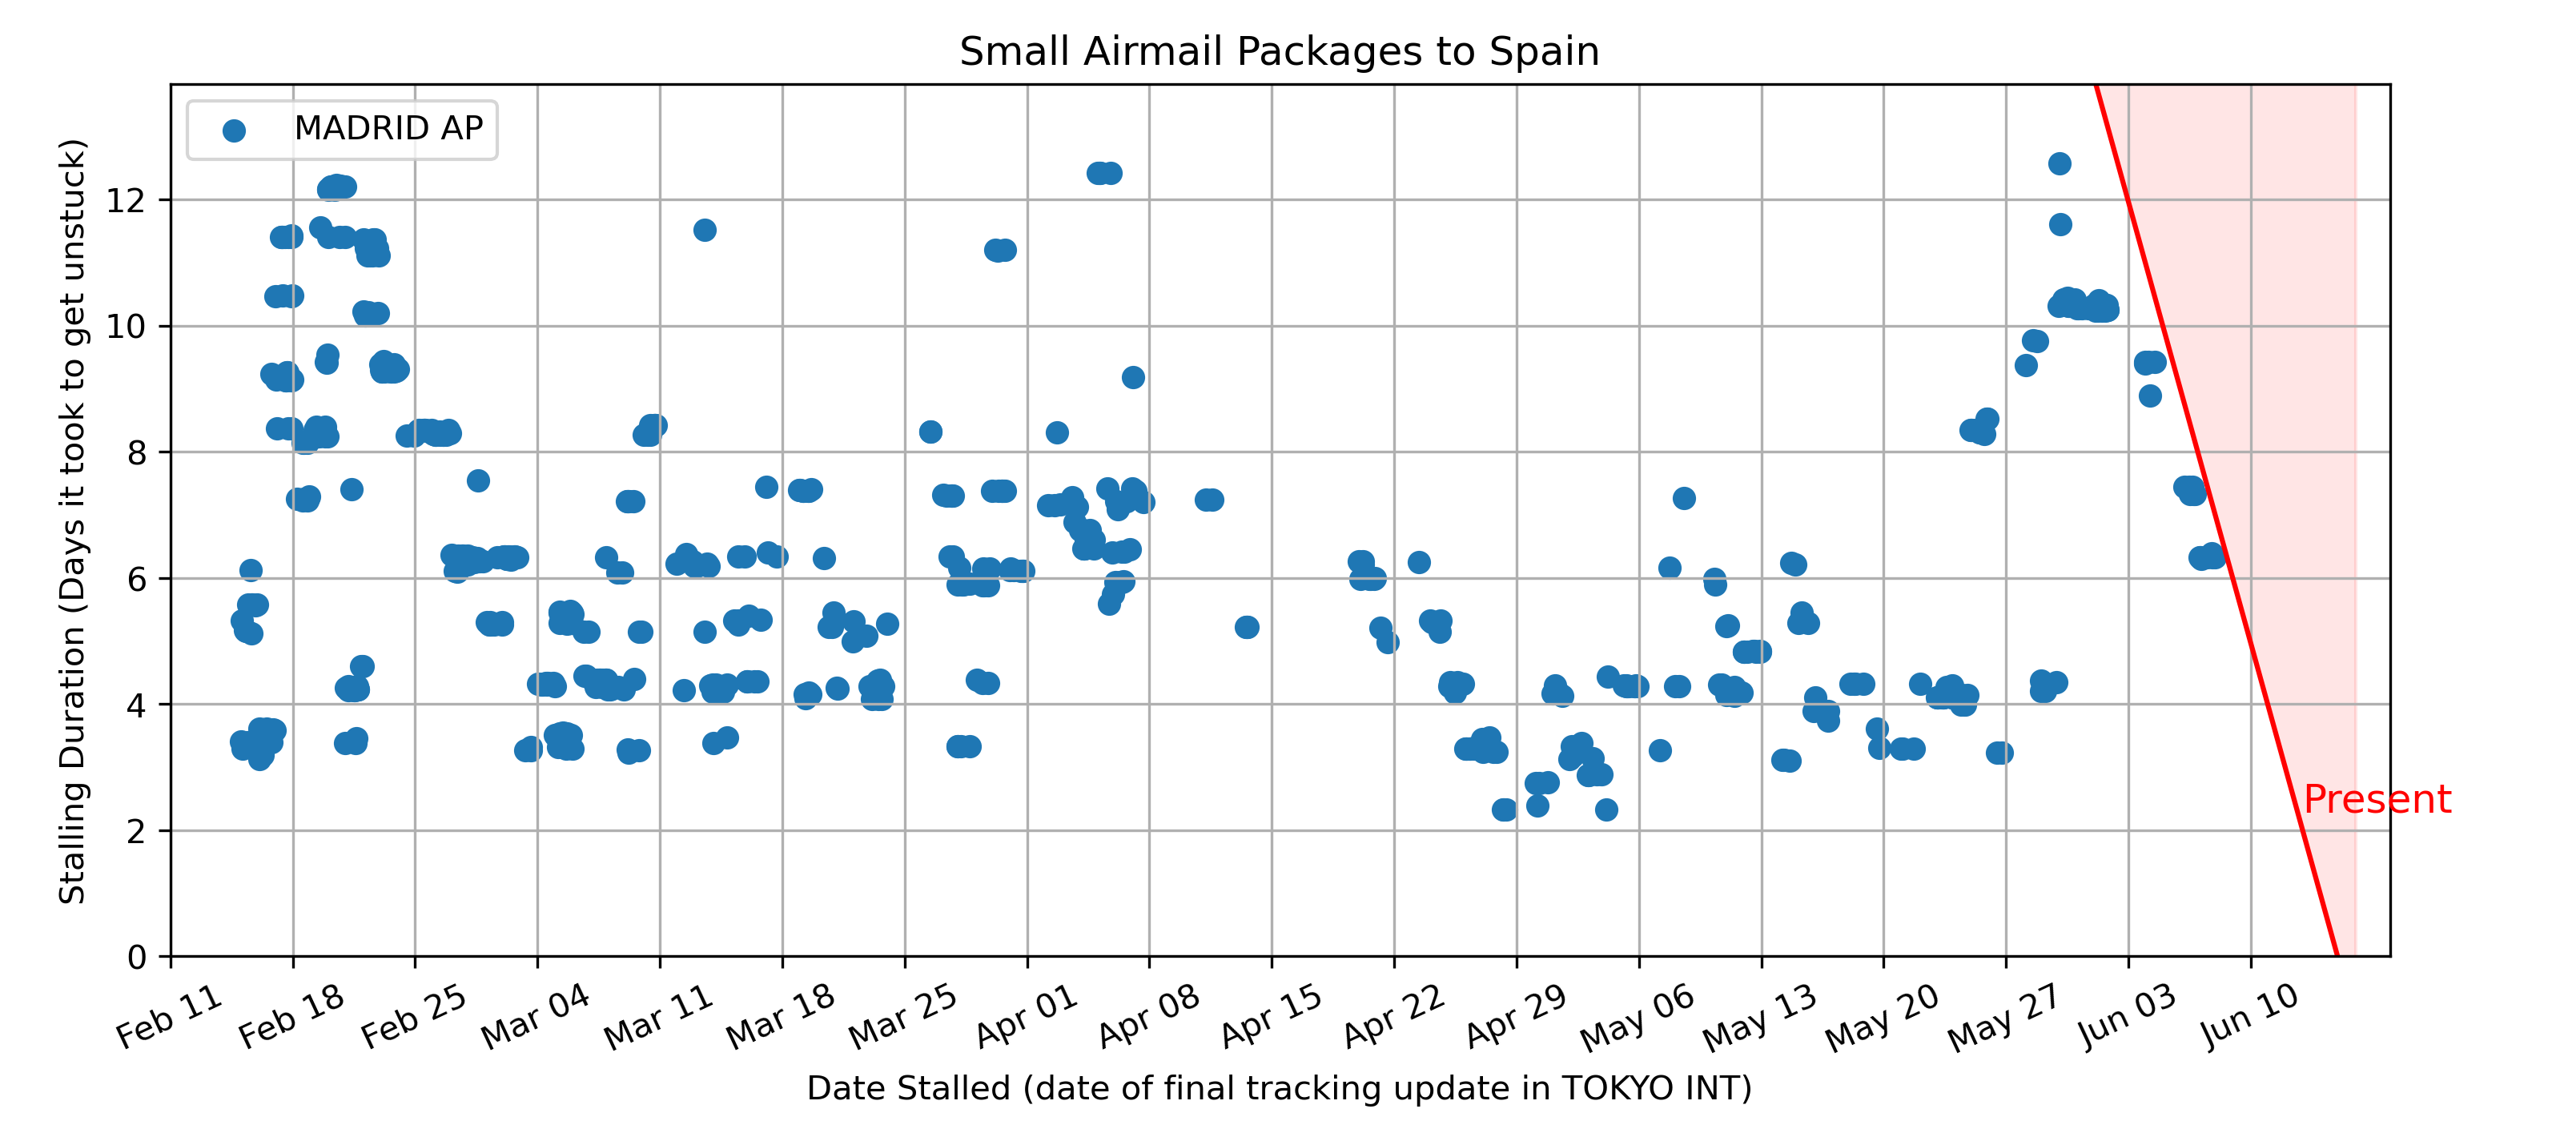 Small Airmail Packages to Spain
MADRID AP
Stalling Duration (Days it took to get unstuck)
12
10
8
6
4
2
0
Present
Feb 11
Feb 18
Feb 25
Mar 04
Mar 11
Mar 18
Mar 25
Apr 01
Apr 08
Apr 15
Apr 22
Apr 29
May 06
May 13
May 20
May 27
Jun 03
Jun 10
Date Stalled (date of final tracking update in TOKYO INT)